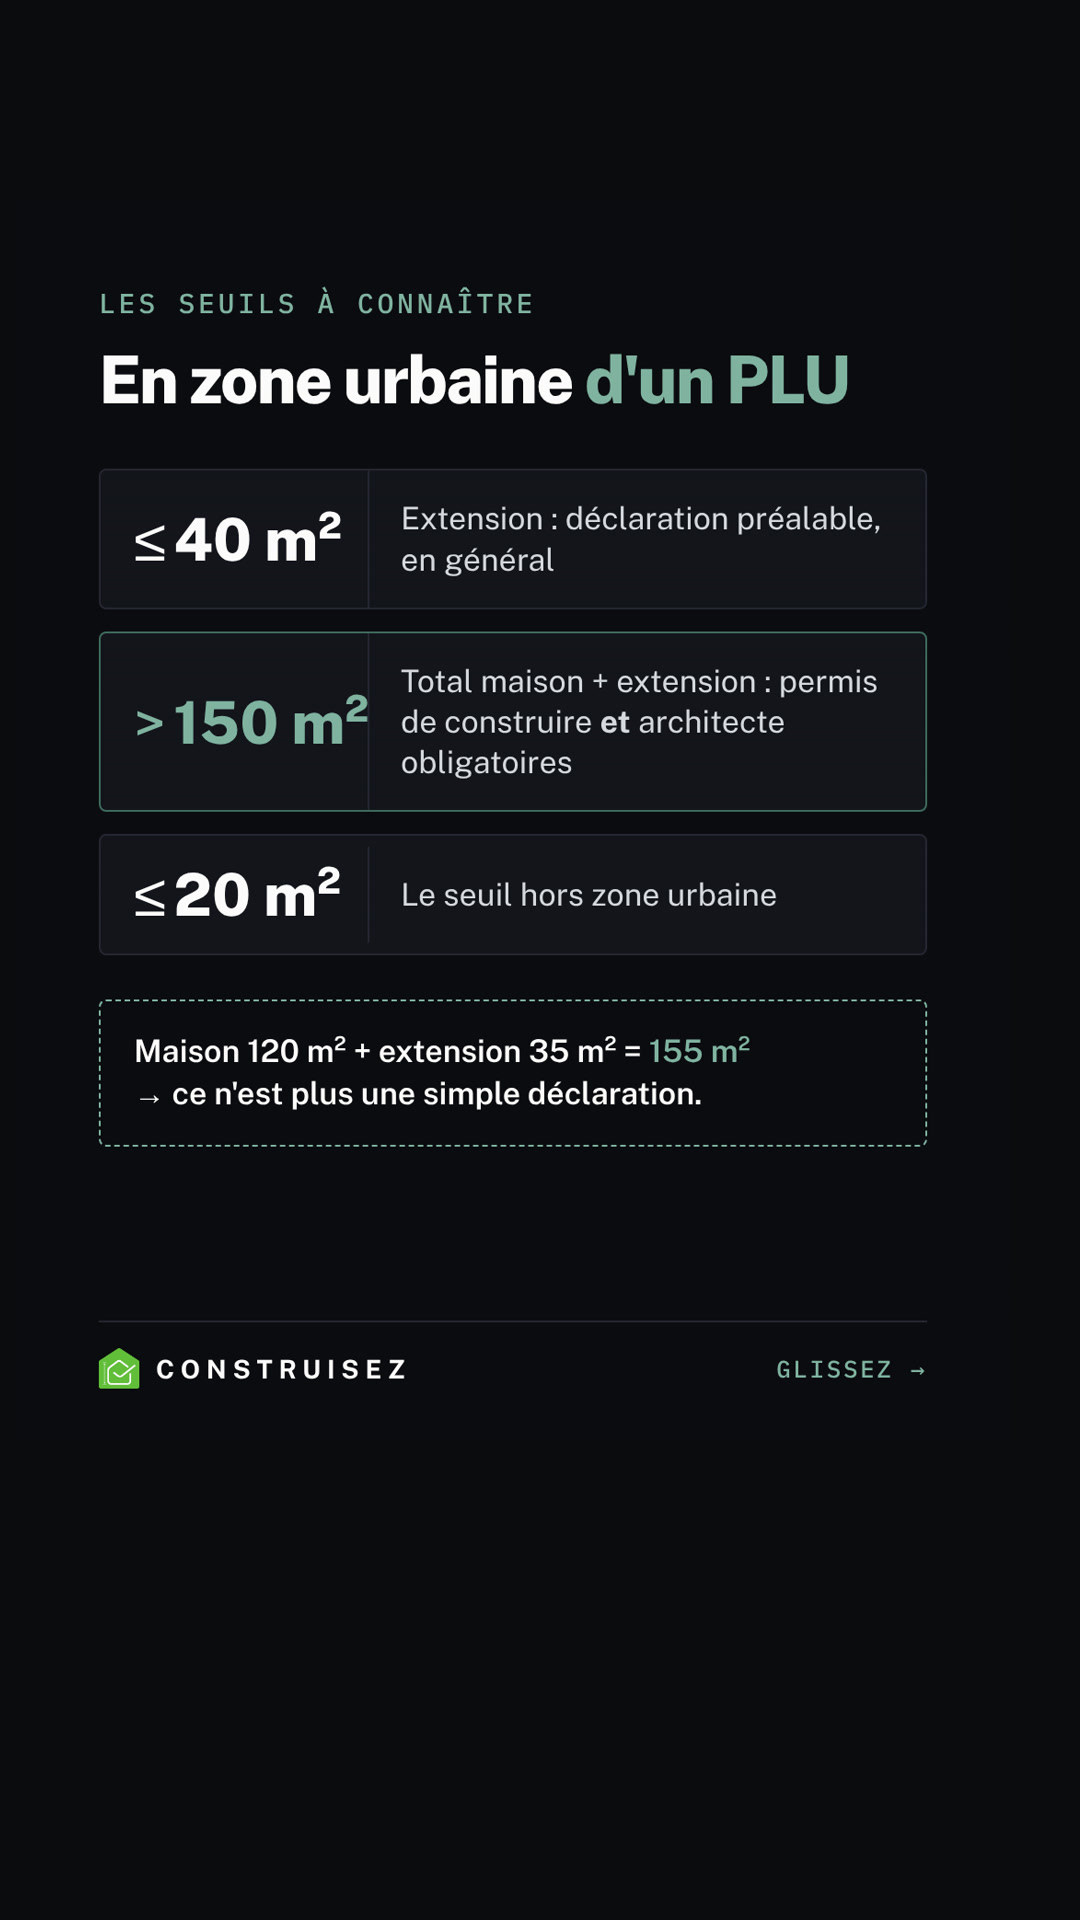 LES SEUILS À CONNAÎTRE
En zone urbaine d'un PLU
≤ 40 m²
Extension : déclaration préalable,
en général
> 150 m²
Total maison + extension : permis
de construire et architecte
obligatoires
≤ 20 m²
Le seuil hors zone urbaine
Maison 120 m² + extension 35 m² = 155 m²
→ ce n'est plus une simple déclaration.
CONSTRUISEZ
GLISSEZ →